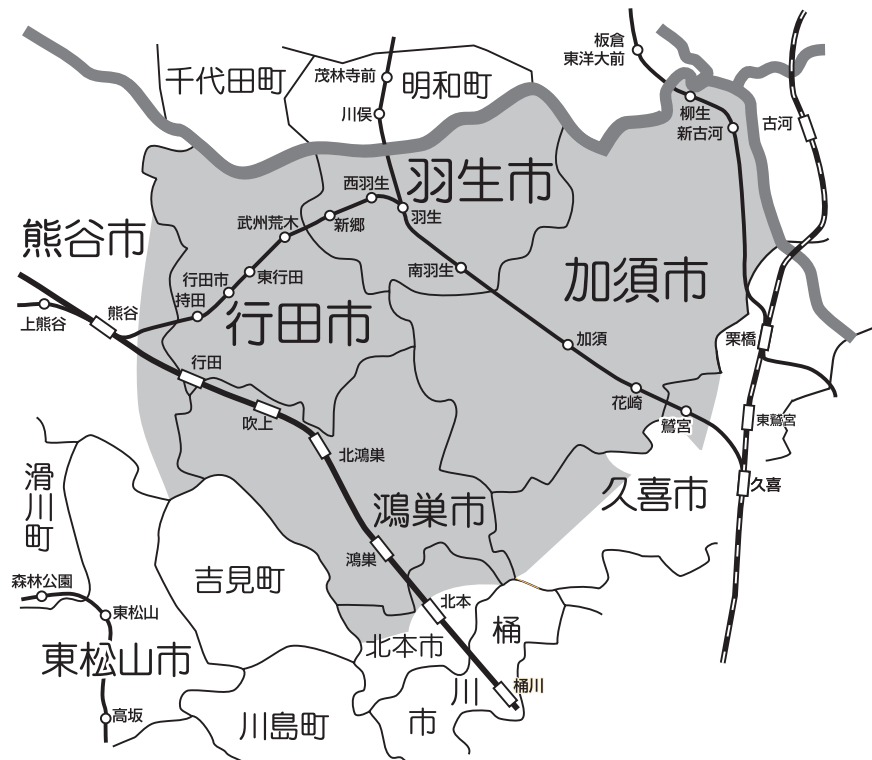 板倉
東洋大前
千代田町
茂林寺前
明和町
川俣
柳生
新古河
古河
西羽生
羽生市
羽生
新郷
武州荒木
熊谷市
南羽生
加須市
東行田
行田市
持田
行田市
熊谷
上熊谷
栗橋
加須
行田
花崎
吹上
鷲宮
東鷲宮
北鴻巣
滑川町
久喜
久喜市
鴻巣市
鴻巣
吉見町
森林公園
東松山
北本
桶
北本市
東松山市
川
桶川
高坂
川島町
市